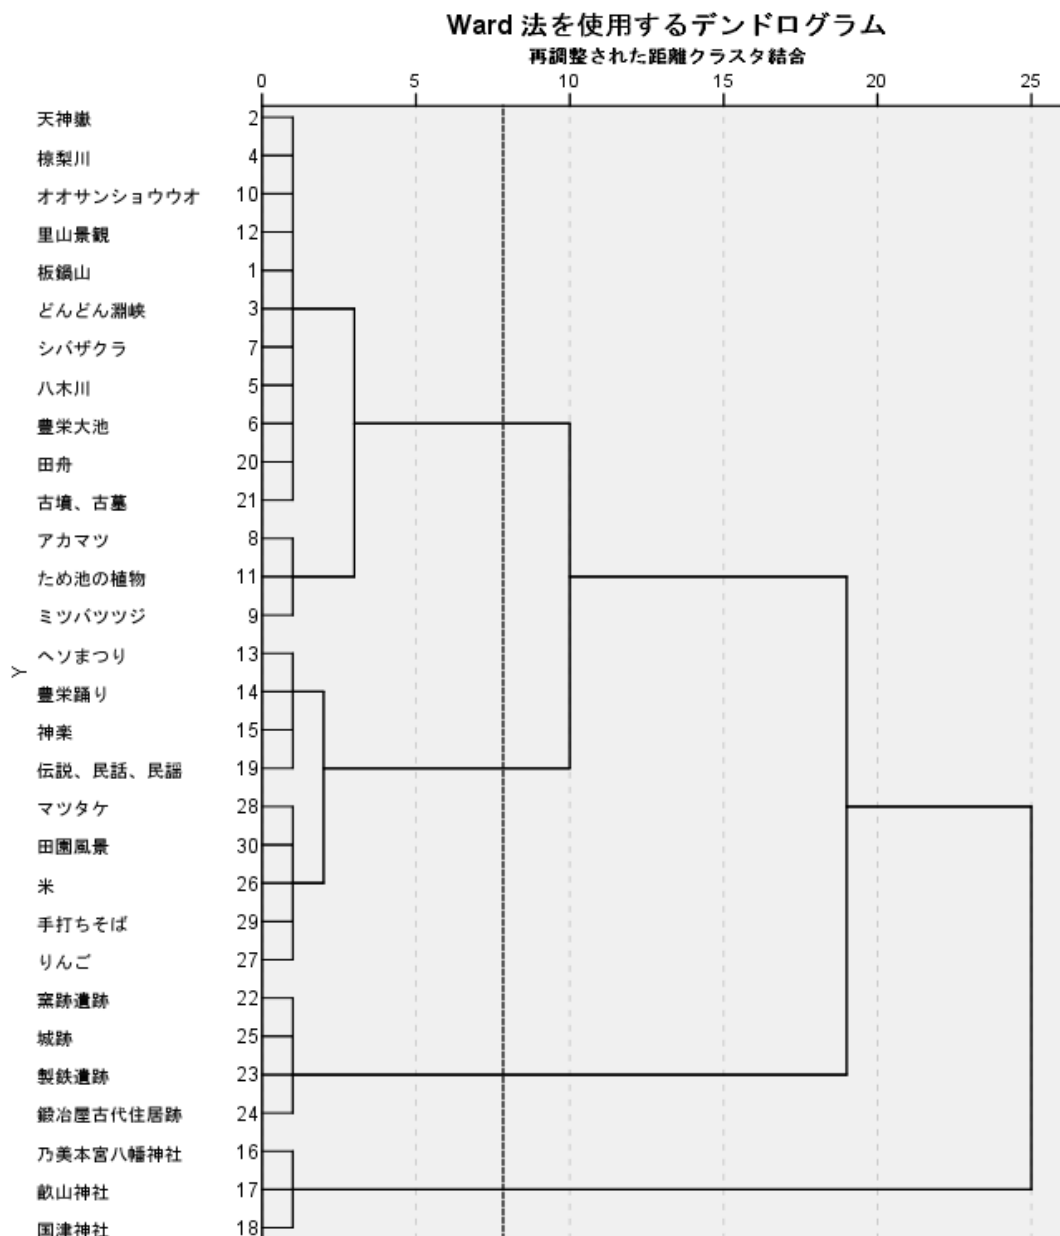 Ward 法を使用するデンドログラム
再調整された距離クラスタ結合
0 5 10 15 20 25
天神嶽 2
椋梨川 4
オオサンショウウオ 10
里山景観 12
板鍋山 1
どんどん淵峡 3
シバザクラ 7
八木川 5
豊栄大池 6
田舟 20
古墳、古墓 21
アカマツ 8
ため池の植物 11
ミツバツツジ 9
ヘソまつり 13
Y
豊栄踊り 14
神楽 15
伝説、民話、民謡 19
マツタケ 28
田園風景 30
米 26
手打ちそば 29
りんご 27
窯跡遺跡 22
城跡 25
製鉄遺跡 23
鍛冶屋古代住居跡 24
乃美本宮八幡神社 16
畝山神社 17
国津神社 18